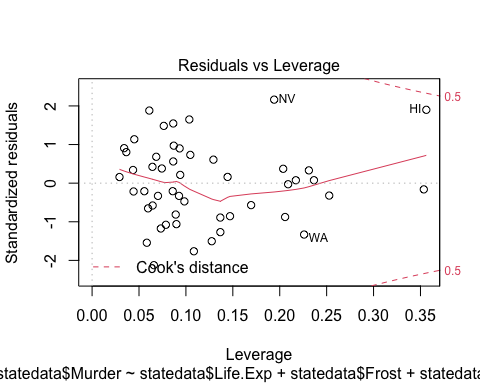 Residuals vs Leverage
Standardized residuals
2
1
0
-1
-2
NV
HI
WA
0.5
0.5
Cook's distance
0.00 0.05 0.10 0.15 0.20 0.25 0.30 0.35
Leverage
statedata$Murder ~ statedata$Life.Exp + statedata$Frost + statedata